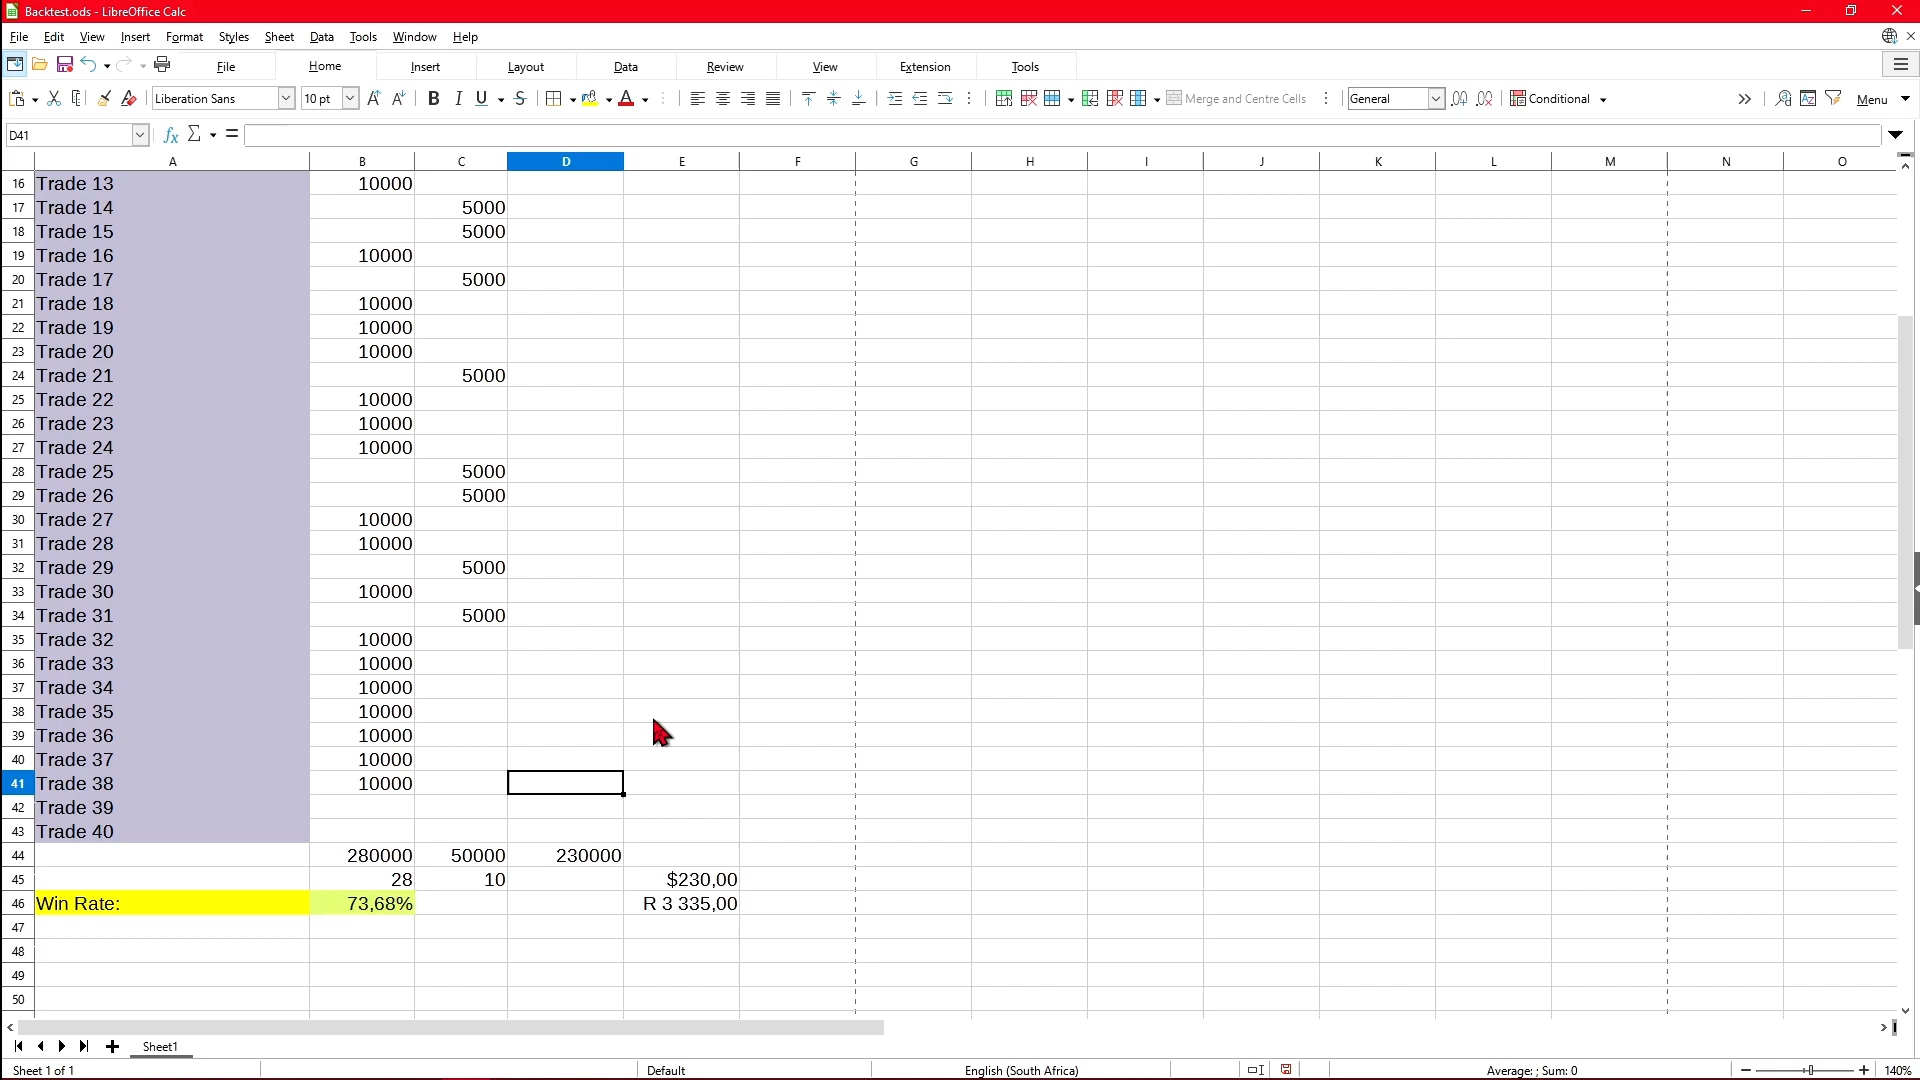 Backtest.ods - LibreOffice Calc
File Edit View Insert Format Styles Sheet Data Tools Window Help
File Home Insert Layout Data Review View Extension Tools
Liberation Sans 10 pt B I U S A Merge and Centre Cells General Conditional Menu
D41 fx Σ =
A B C D E F G H I J K L M N O
16 Trade 13 10000
17 Trade 14 5000
18 Trade 15 5000
19 Trade 16 10000
20 Trade 17 5000
21 Trade 18 10000
22 Trade 19 10000
23 Trade 20 10000
24 Trade 21 5000
25 Trade 22 10000
26 Trade 23 10000
27 Trade 24 10000
28 Trade 25 5000
29 Trade 26 5000
30 Trade 27 10000
31 Trade 28 10000
32 Trade 29 5000
33 Trade 30 10000
34 Trade 31 5000
35 Trade 32 10000
36 Trade 33 10000
37 Trade 34 10000
38 Trade 35 10000
39 Trade 36 10000
40 Trade 37 10000
41 Trade 38 10000
42 Trade 39
43 Trade 40
44 280000 50000 230000
45 28 10 $230,00
46 Win Rate: 73,68% R 3 335,00
47
48
49
50
Sheet1
Sheet 1 of 1 Default English (South Africa) Average: ; Sum: 0 140%